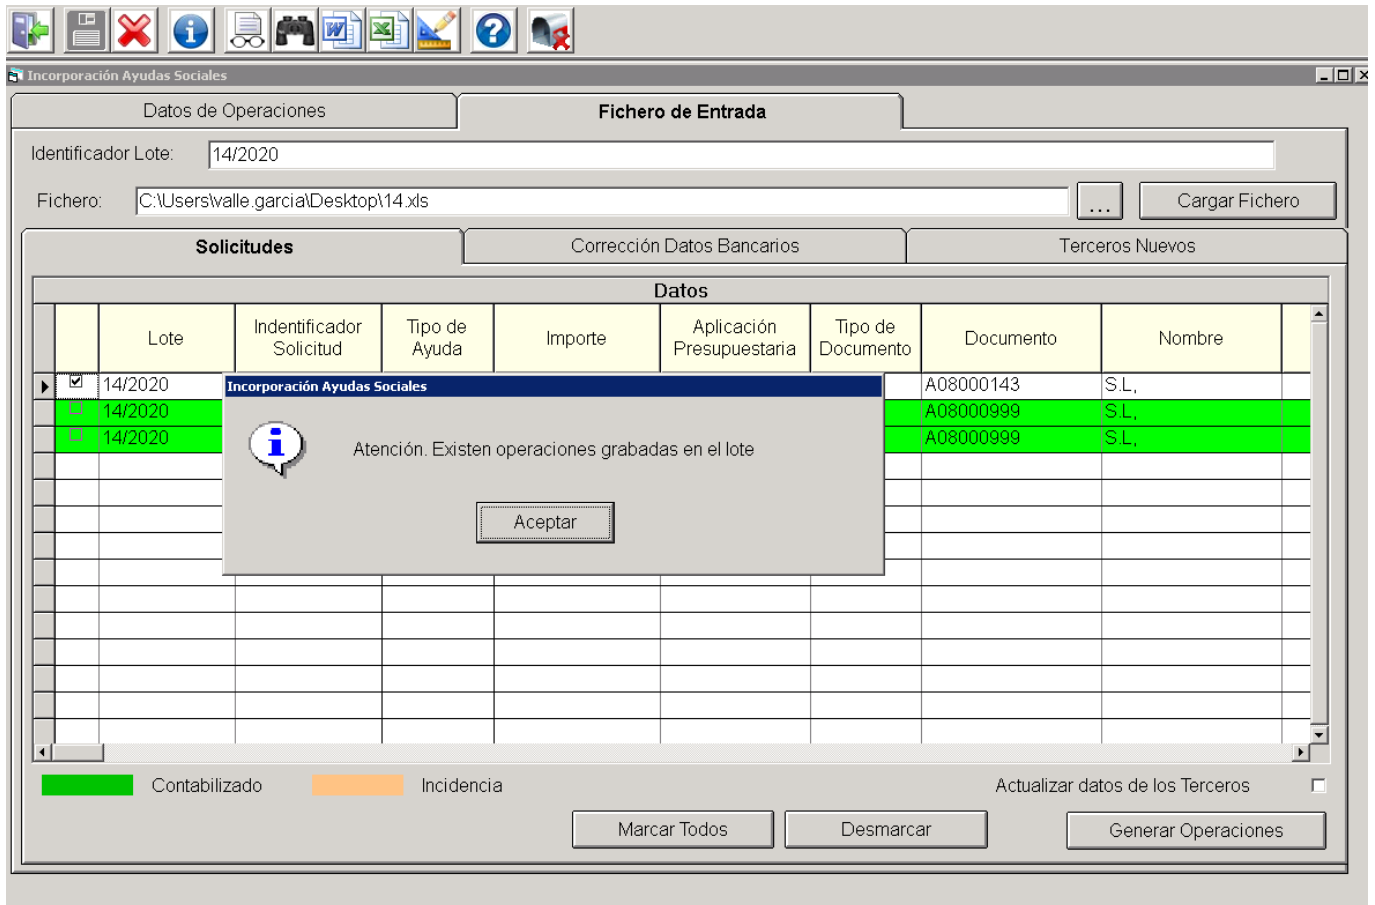 Incorporación Ayudas Sociales
Datos de Operaciones
Fichero de Entrada
Identificador Lote: 14/2020
Fichero: C:\Users\valle.garcia\Desktop\14.xls ... Cargar Fichero
Solicitudes
Corrección Datos Bancarios
Terceros Nuevos
Datos
Lote
Indentificador
Solicitud
Tipo de
Ayuda
Importe
Aplicación
Presupuestaria
Tipo de
Documento
Documento
Nombre
14/2020 A08000143 S.L,
14/2020 A08000999 S.L,
14/2020 A08000999 S.L,
Incorporación Ayudas Sociales
Atención. Existen operaciones grabadas en el lote
Aceptar
Contabilizado
Incidencia
Actualizar datos de los Terceros
Marcar Todos
Desmarcar
Generar Operaciones